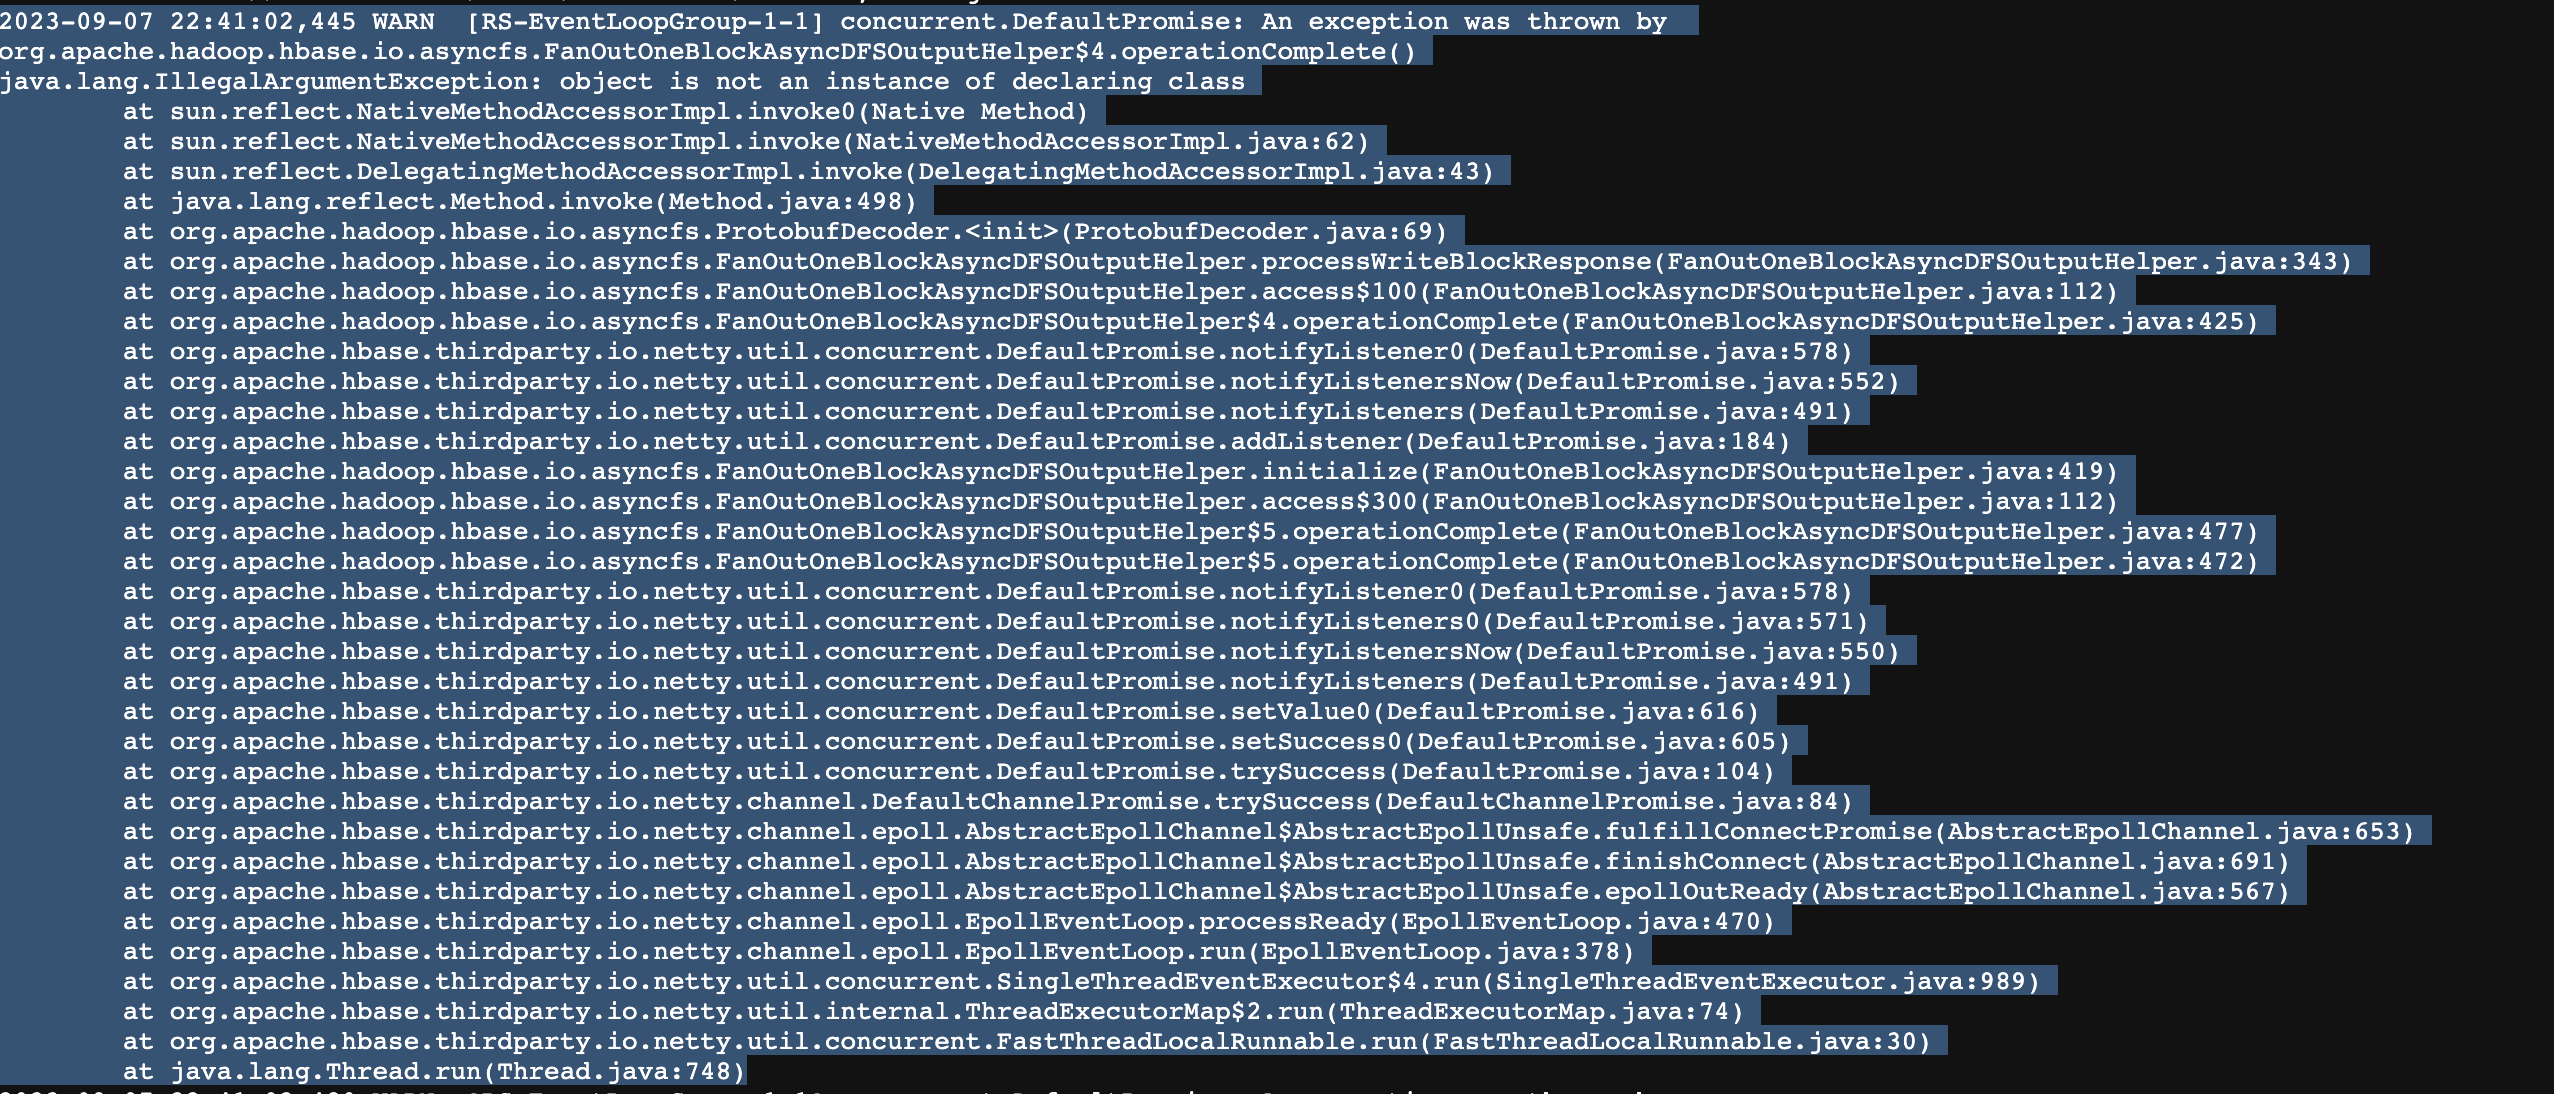 2023-09-07 22:41:02,445 WARN  [RS-EventLoopGroup-1-1] concurrent.DefaultPromise: An exception was thrown by
org.apache.hadoop.hbase.io.asyncfs.FanOutOneBlockAsyncDFSOutputHelper$4.operationComplete()
java.lang.IllegalArgumentException: object is not an instance of declaring class
        at sun.reflect.NativeMethodAccessorImpl.invoke0(Native Method)
        at sun.reflect.NativeMethodAccessorImpl.invoke(NativeMethodAccessorImpl.java:62)
        at sun.reflect.DelegatingMethodAccessorImpl.invoke(DelegatingMethodAccessorImpl.java:43)
        at java.lang.reflect.Method.invoke(Method.java:498)
        at org.apache.hadoop.hbase.io.asyncfs.ProtobufDecoder.<init>(ProtobufDecoder.java:69)
        at org.apache.hadoop.hbase.io.asyncfs.FanOutOneBlockAsyncDFSOutputHelper.processWriteBlockResponse(FanOutOneBlockAsyncDFSOutputHelper.java:343)
        at org.apache.hadoop.hbase.io.asyncfs.FanOutOneBlockAsyncDFSOutputHelper.access$100(FanOutOneBlockAsyncDFSOutputHelper.java:112)
        at org.apache.hadoop.hbase.io.asyncfs.FanOutOneBlockAsyncDFSOutputHelper$4.operationComplete(FanOutOneBlockAsyncDFSOutputHelper.java:425)
        at org.apache.hbase.thirdparty.io.netty.util.concurrent.DefaultPromise.notifyListener0(DefaultPromise.java:578)
        at org.apache.hbase.thirdparty.io.netty.util.concurrent.DefaultPromise.notifyListenersNow(DefaultPromise.java:552)
        at org.apache.hbase.thirdparty.io.netty.util.concurrent.DefaultPromise.notifyListeners(DefaultPromise.java:491)
        at org.apache.hbase.thirdparty.io.netty.util.concurrent.DefaultPromise.addListener(DefaultPromise.java:184)
        at org.apache.hadoop.hbase.io.asyncfs.FanOutOneBlockAsyncDFSOutputHelper.initialize(FanOutOneBlockAsyncDFSOutputHelper.java:419)
        at org.apache.hadoop.hbase.io.asyncfs.FanOutOneBlockAsyncDFSOutputHelper.access$300(FanOutOneBlockAsyncDFSOutputHelper.java:112)
        at org.apache.hadoop.hbase.io.asyncfs.FanOutOneBlockAsyncDFSOutputHelper$5.operationComplete(FanOutOneBlockAsyncDFSOutputHelper.java:477)
        at org.apache.hadoop.hbase.io.asyncfs.FanOutOneBlockAsyncDFSOutputHelper$5.operationComplete(FanOutOneBlockAsyncDFSOutputHelper.java:472)
        at org.apache.hbase.thirdparty.io.netty.util.concurrent.DefaultPromise.notifyListener0(DefaultPromise.java:578)
        at org.apache.hbase.thirdparty.io.netty.util.concurrent.DefaultPromise.notifyListeners0(DefaultPromise.java:571)
        at org.apache.hbase.thirdparty.io.netty.util.concurrent.DefaultPromise.notifyListenersNow(DefaultPromise.java:550)
        at org.apache.hbase.thirdparty.io.netty.util.concurrent.DefaultPromise.notifyListeners(DefaultPromise.java:491)
        at org.apache.hbase.thirdparty.io.netty.util.concurrent.DefaultPromise.setValue0(DefaultPromise.java:616)
        at org.apache.hbase.thirdparty.io.netty.util.concurrent.DefaultPromise.setSuccess0(DefaultPromise.java:605)
        at org.apache.hbase.thirdparty.io.netty.util.concurrent.DefaultPromise.trySuccess(DefaultPromise.java:104)
        at org.apache.hbase.thirdparty.io.netty.channel.DefaultChannelPromise.trySuccess(DefaultChannelPromise.java:84)
        at org.apache.hbase.thirdparty.io.netty.channel.epoll.AbstractEpollChannel$AbstractEpollUnsafe.fulfillConnectPromise(AbstractEpollChannel.java:653)
        at org.apache.hbase.thirdparty.io.netty.channel.epoll.AbstractEpollChannel$AbstractEpollUnsafe.finishConnect(AbstractEpollChannel.java:691)
        at org.apache.hbase.thirdparty.io.netty.channel.epoll.AbstractEpollChannel$AbstractEpollUnsafe.epollOutReady(AbstractEpollChannel.java:567)
        at org.apache.hbase.thirdparty.io.netty.channel.epoll.EpollEventLoop.processReady(EpollEventLoop.java:470)
        at org.apache.hbase.thirdparty.io.netty.channel.epoll.EpollEventLoop.run(EpollEventLoop.java:378)
        at org.apache.hbase.thirdparty.io.netty.util.concurrent.SingleThreadEventExecutor$4.run(SingleThreadEventExecutor.java:989)
        at org.apache.hbase.thirdparty.io.netty.util.internal.ThreadExecutorMap$2.run(ThreadExecutorMap.java:74)
        at org.apache.hbase.thirdparty.io.netty.util.concurrent.FastThreadLocalRunnable.run(FastThreadLocalRunnable.java:30)
        at java.lang.Thread.run(Thread.java:748)